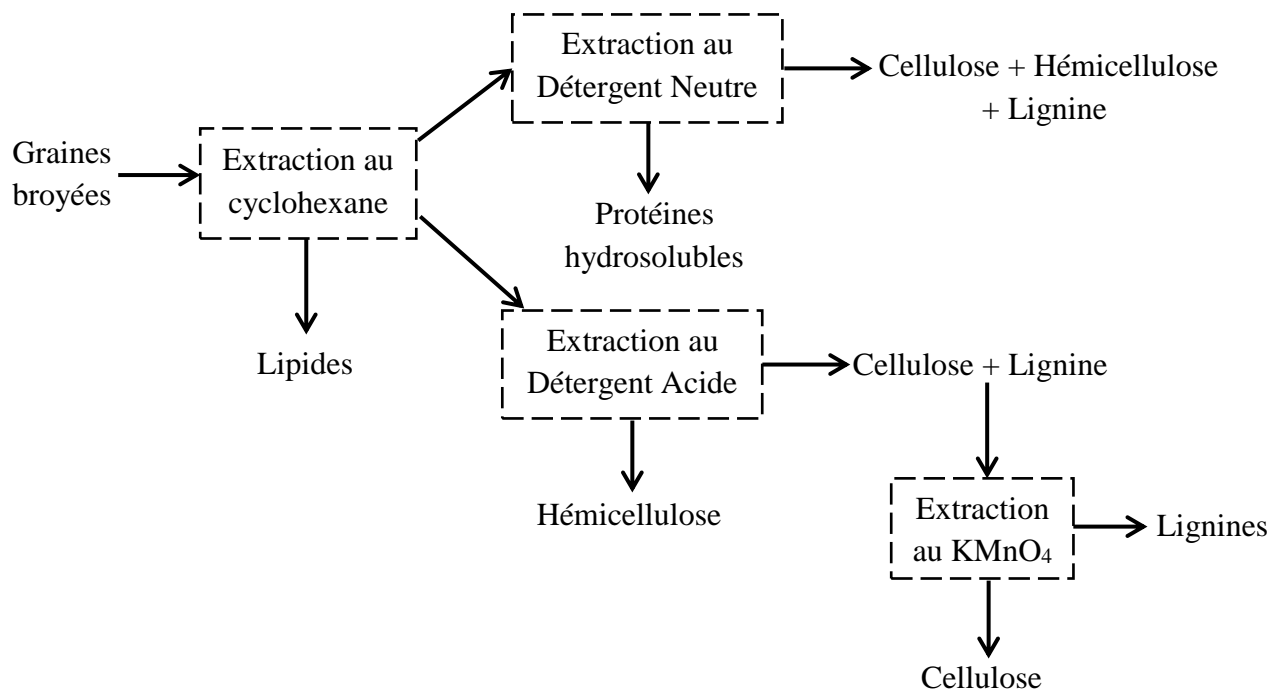 Extraction au
Détergent Neutre
Cellulose + Hémicellulose
+ Lignine
Graines
broyées
Extraction au
cyclohexane
Protéines
hydrosolubles
Lipides
Extraction au
Détergent Acide
Cellulose + Lignine
Hémicellulose
Extraction
au KMnO₄
Lignines
Cellulose